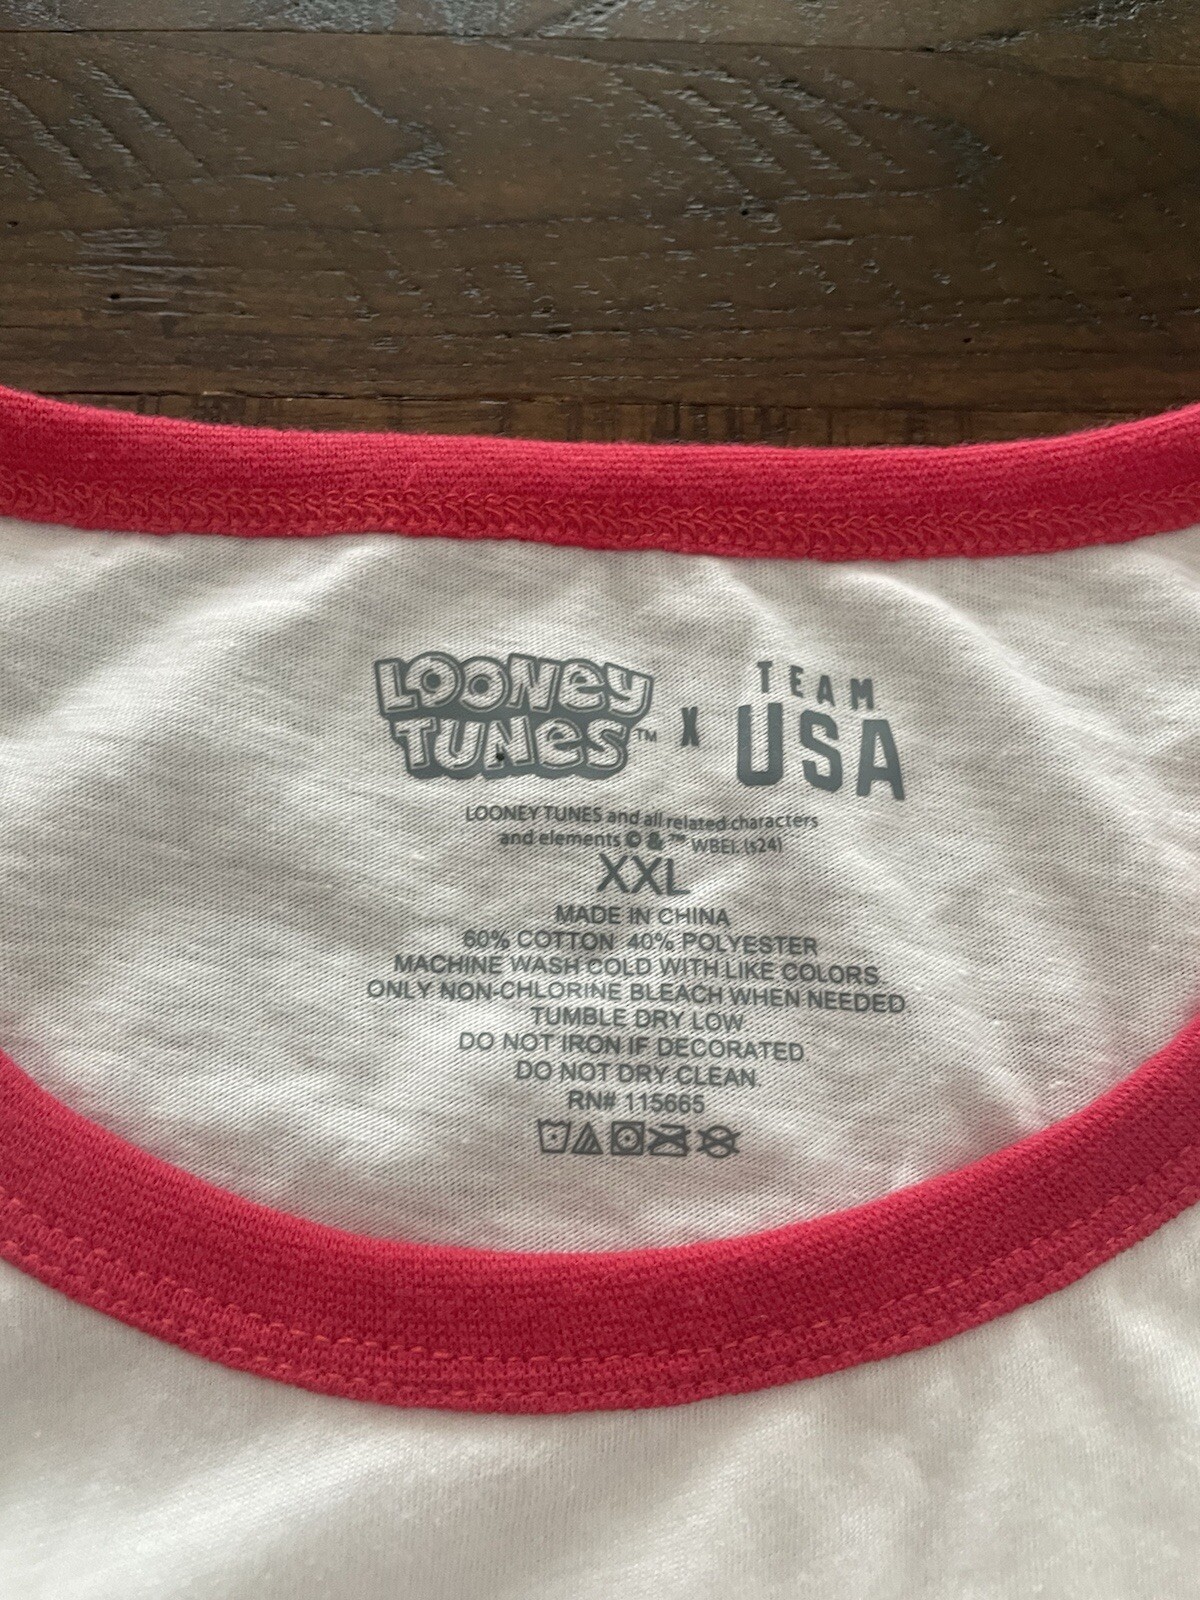 LOONEY TUNES™ X TEAM USA
LOONEY TUNES and all related characters
and elements © & ™ WBEI. (s24)
XXL
MADE IN CHINA
60% COTTON 40% POLYESTER
MACHINE WASH COLD WITH LIKE COLORS.
ONLY NON-CHLORINE BLEACH WHEN NEEDED
TUMBLE DRY LOW.
DO NOT IRON IF DECORATED.
DO NOT DRY CLEAN.
RN# 115665